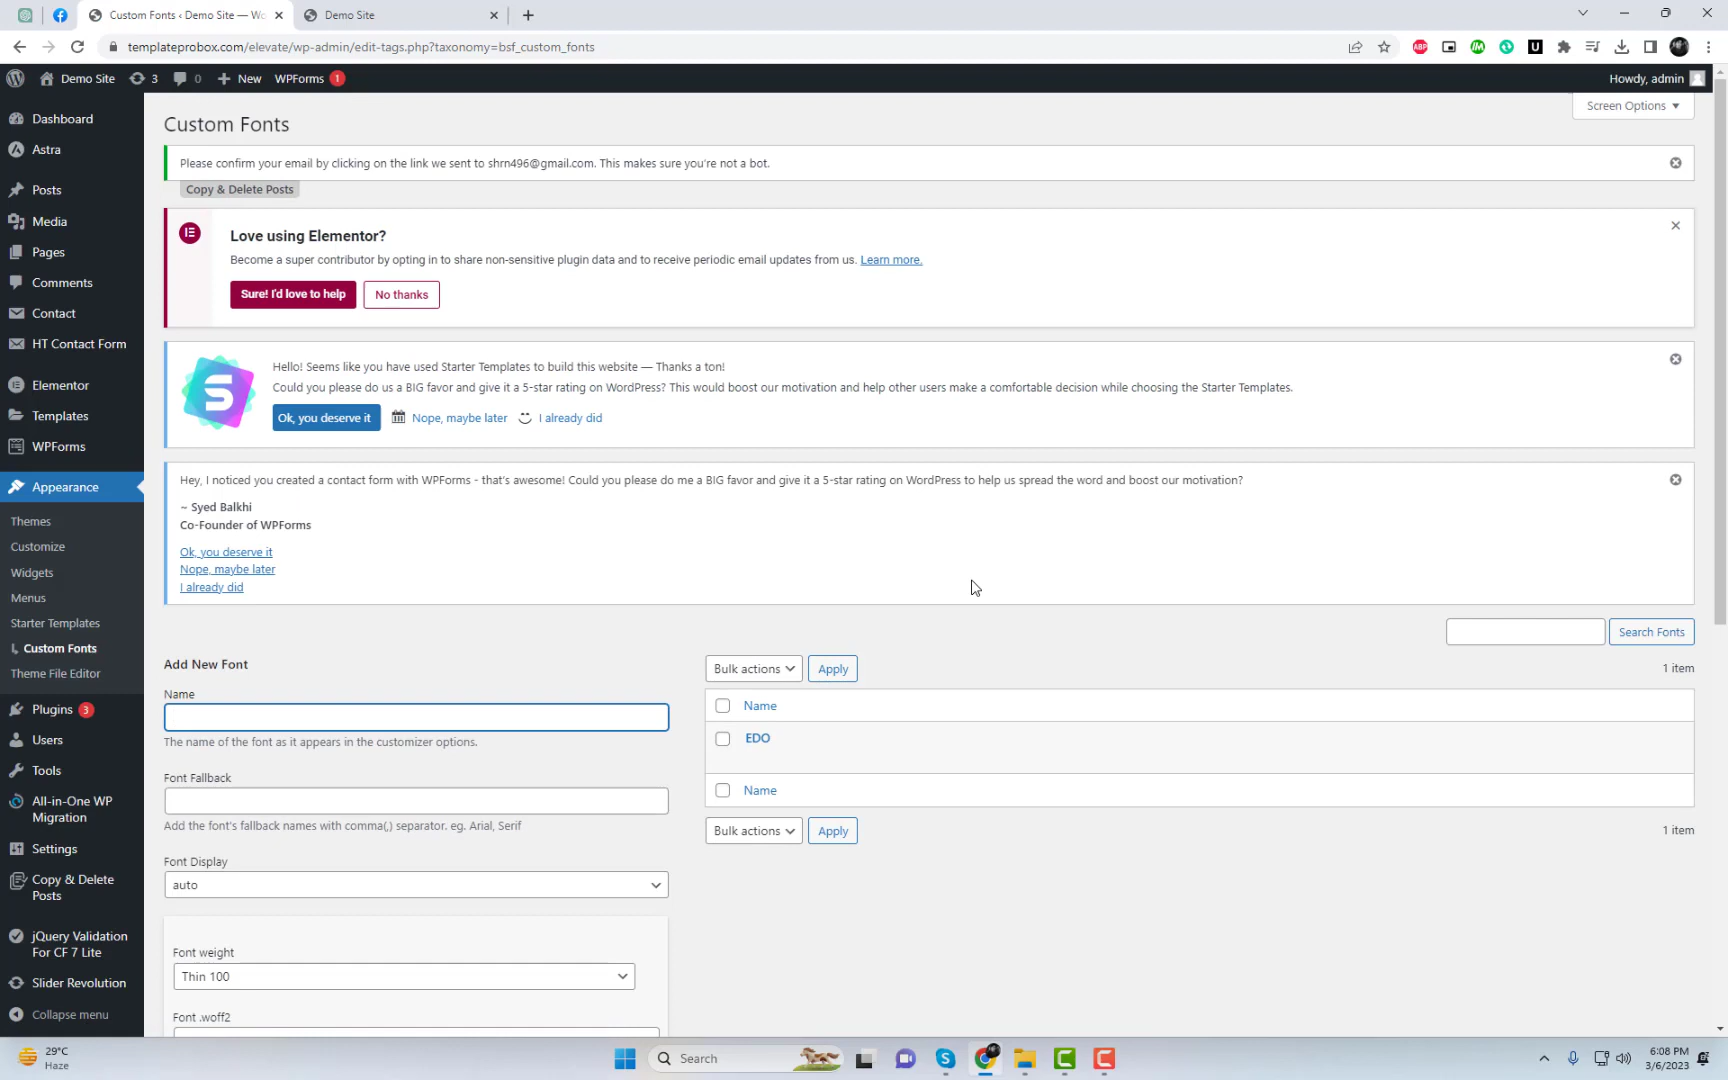 Custom Fonts ‹ Demo Site — Wo
Demo Site
templateprobox.com/elevate/wp-admin/edit-tags.php?taxonomy=bsf_custom_fonts
ABP
Demo Site
3
0
New
WPForms
1
Howdy, admin
Screen Options
Dashboard
Astra
Posts
Media
Pages
Comments
Contact
HT Contact Form
Elementor
Templates
WPForms
Appearance
Themes
Customize
Widgets
Menus
Starter Templates
Custom Fonts
Theme File Editor
Plugins
3
Users
Tools
All-in-One WP
Migration
Settings
Copy & Delete
Posts
jQuery Validation
For CF 7 Lite
Slider Revolution
Collapse menu
Custom Fonts
Please confirm your email by clicking on the link we sent to shrn496@gmail.com. This makes sure you're not a bot.
Copy & Delete Posts
Love using Elementor?
Become a super contributor by opting in to share non-sensitive plugin data and to receive periodic email updates from us. Learn more.
Sure! I'd love to help
No thanks
Hello! Seems like you have used Starter Templates to build this website — Thanks a ton!
Could you please do us a BIG favor and give it a 5-star rating on WordPress? This would boost our motivation and help other users make a comfortable decision while choosing the Starter Templates.
Ok, you deserve it
Nope, maybe later
I already did
Hey, I noticed you created a contact form with WPForms - that's awesome! Could you please do me a BIG favor and give it a 5-star rating on WordPress to help us spread the word and boost our motivation?
~ Syed Balkhi
Co-Founder of WPForms
Ok, you deserve it
Nope, maybe later
I already did
Search Fonts
Add New Font
Name
The name of the font as it appears in the customizer options.
Font Fallback
Add the font's fallback names with comma(,) separator. eg. Arial, Serif
Font Display
auto
Font weight
Thin 100
Font .woff2
Bulk actions
Apply
1 item
Name
EDO
Name
Bulk actions
Apply
1 item
29°C
Haze
Search
6:08 PM
3/6/2023